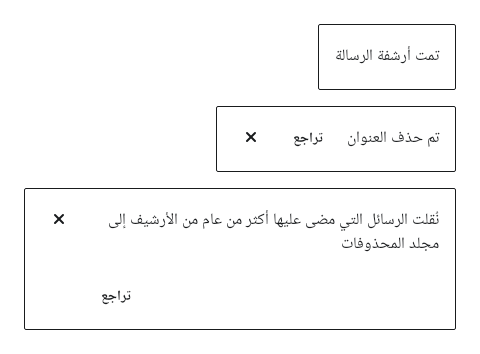 تمت أرشفة الرسالة
تم حذف العنوان تراجع
نُقلت الرسائل التي مضى عليها أكثر من عام من الأرشيف إلى
مجلد المحذوفات
تراجع